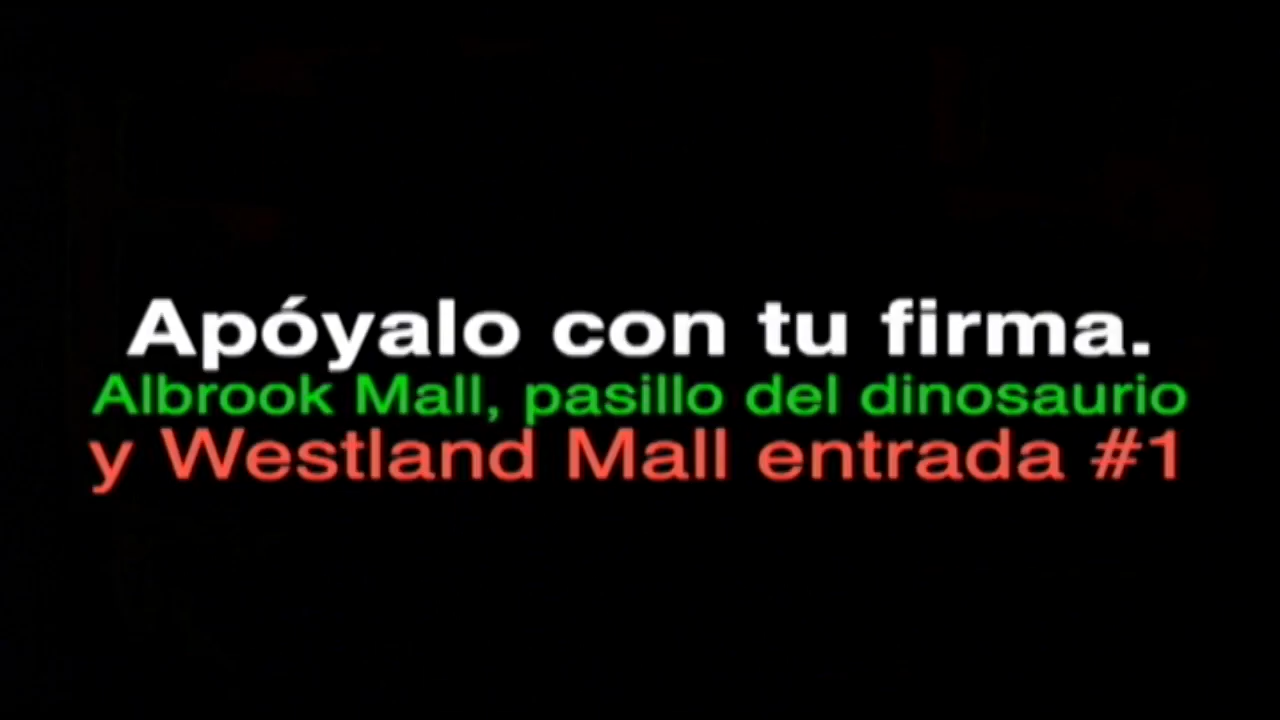 Apóyalo con tu firma.
Albrook Mall, pasillo del dinosaurio
y Westland Mall entrada #1